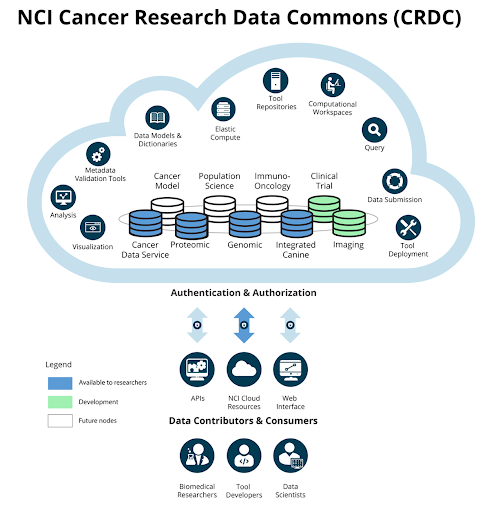 NCI Cancer Research Data Commons (CRDC)
Tool
Repositories
Computational
Workspaces
Elastic
Compute
Data Models &
Dictionaries
Query
Metadata
Validation Tools
Cancer
Model
Population
Science
Immuno-
Oncology
Clinical
Trial
Data Submission
Analysis
Visualization
Cancer
Data Service
Proteomic
Genomic
Integrated
Canine
Imaging
Tool
Deployment
Authentication & Authorization
Legend
Available to researchers
Development
Future nodes
APIs
NCI Cloud
Resources
Web
Interface
Data Contributors & Consumers
Biomedical
Researchers
Tool
Developers
Data
Scientists